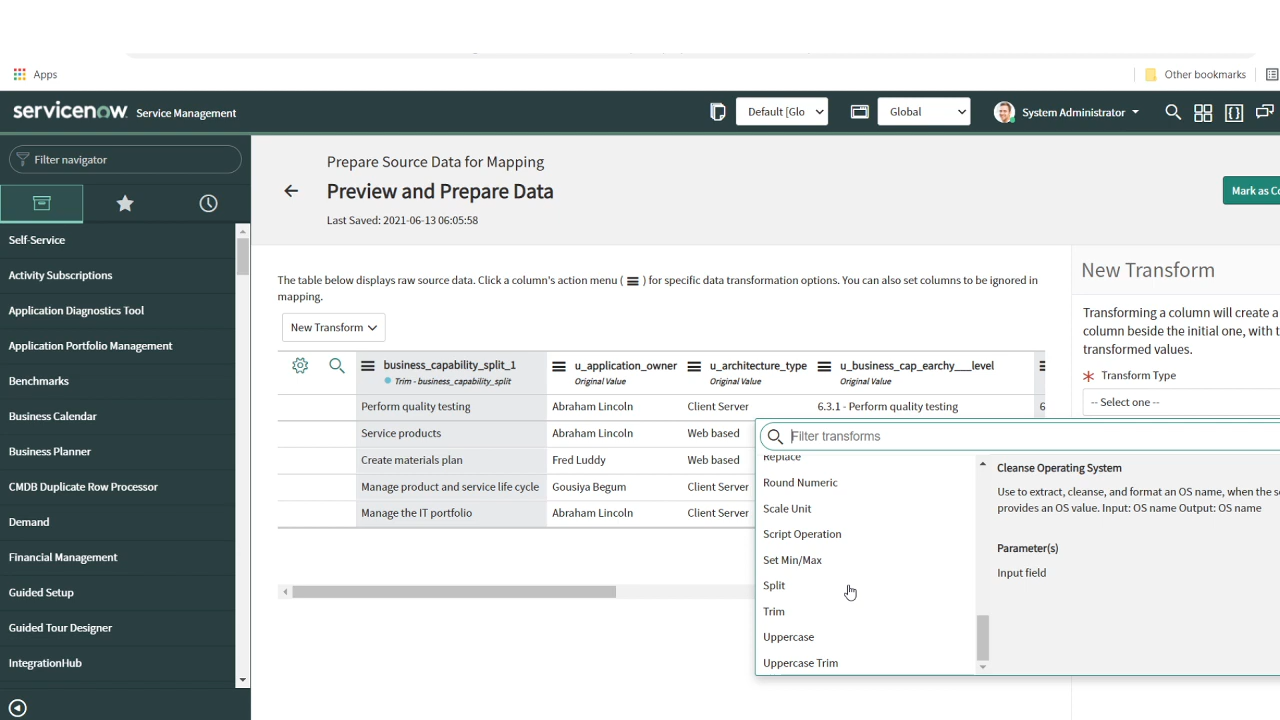 Apps
Other bookmarks
servicenow Service Management
Default [Glo
Global
System Administrator
Filter navigator
Self-Service
Activity Subscriptions
Application Diagnostics Tool
Application Portfolio Management
Benchmarks
Business Calendar
Business Planner
CMDB Duplicate Row Processor
Demand
Financial Management
Guided Setup
Guided Tour Designer
IntegrationHub
Prepare Source Data for Mapping
Preview and Prepare Data
Last Saved: 2021-06-13 06:05:58
Mark as Co
The table below displays raw source data. Click a column's action menu ( ≡ ) for specific data transformation options. You can also set columns to be ignored in
mapping.
New Transform
business_capability_split_1 u_application_owner u_architecture_type u_business_cap_earchy___level
Trim - business_capability_split Original Value Original Value Original Value
Perform quality testing Abraham Lincoln Client Server 6.3.1 - Perform quality testing 6
Service products Abraham Lincoln Web based
Create materials plan Fred Luddy Web based
Manage product and service life cycle Gousiya Begum Client Server
Manage the IT portfolio Abraham Lincoln Client Server
New Transform
Transforming a column will create a
column beside the initial one, with t
transformed values.
Transform Type
-- Select one --
Filter transforms
Replace
Round Numeric
Scale Unit
Script Operation
Set Min/Max
Split
Trim
Uppercase
Uppercase Trim
Cleanse Operating System
Use to extract, cleanse, and format an OS name, when the so
provides an OS value. Input: OS name Output: OS name
Parameter(s)
Input field